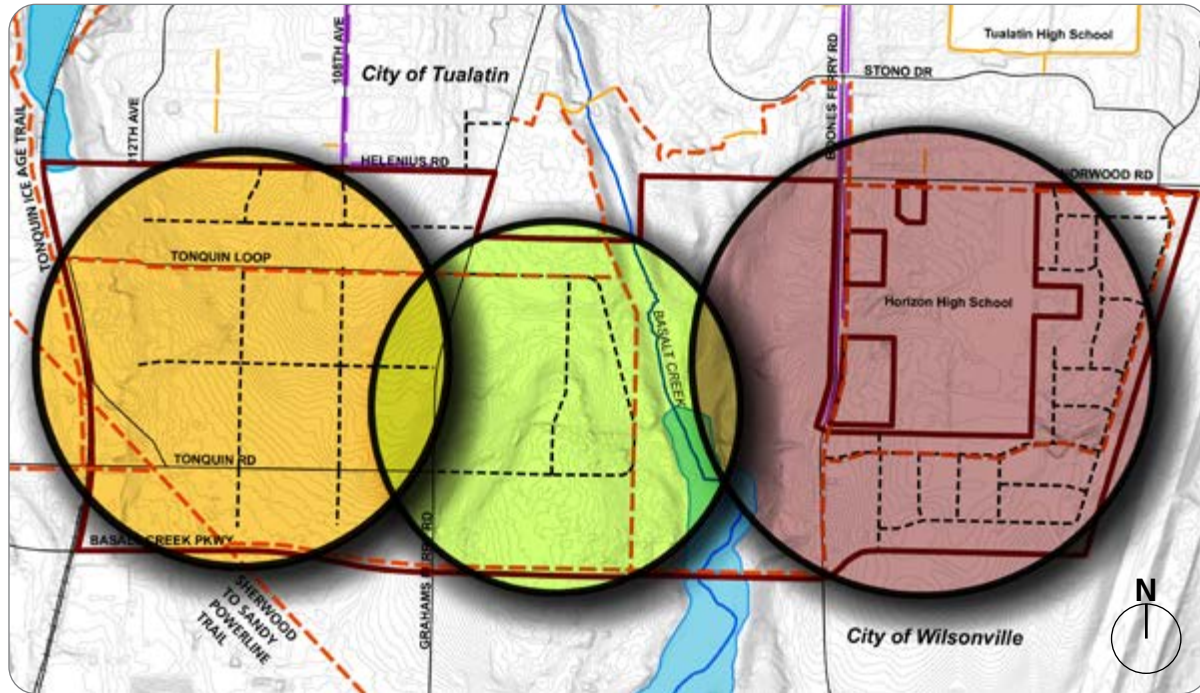 Tualatin High School
108TH AVE
City of Tualatin
BOONES FERRY RD
STONO DR
TONQUIN ICE AGE TRAIL
112TH AVE
HELENIUS RD
NORWOOD RD
TONQUIN LOOP
Horizon High School
BASALT CREEK
TONQUIN RD
BASALT CREEK PKWY
GRAHAMS FERRY RD
SHERWOOD
TO SANDY
POWERLINE
TRAIL
N
City of Wilsonville